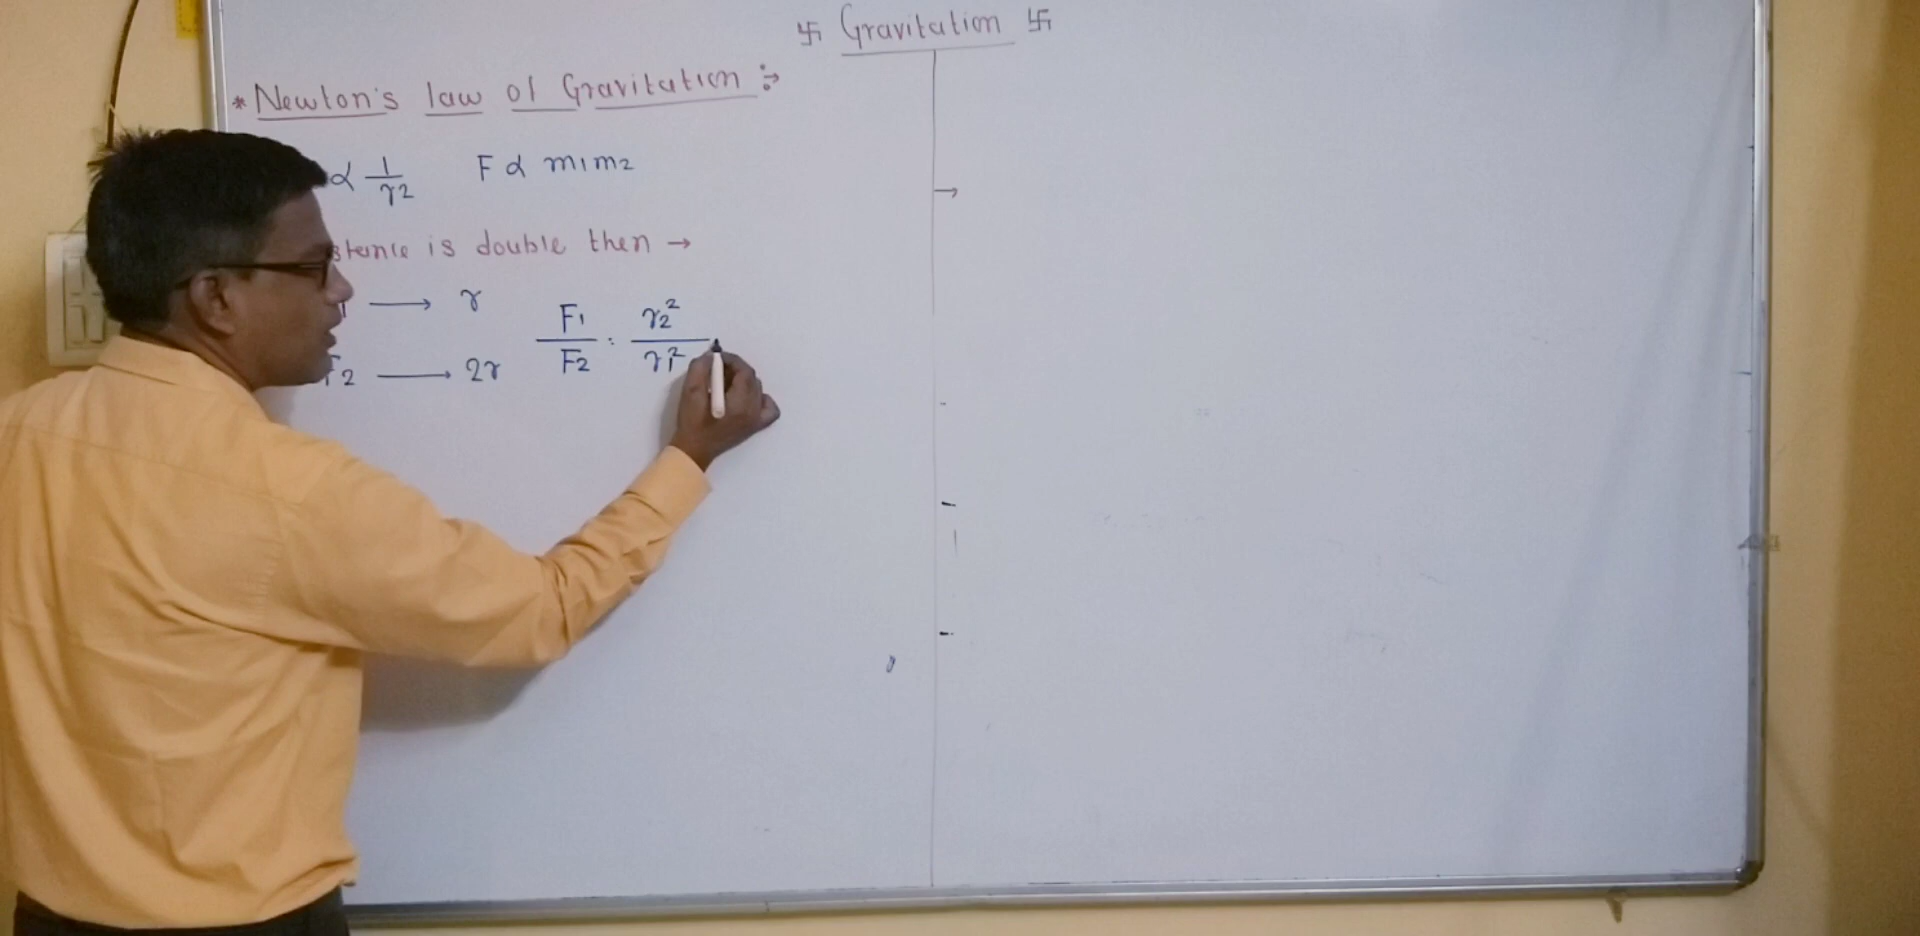 卐 Gravitation 卐
* Newton's law of Gravitation :→
∝ 1/r2 F ∝ m1m2
is double then →
→ r
F1/F2 = r2²/r1²
2 → 2r